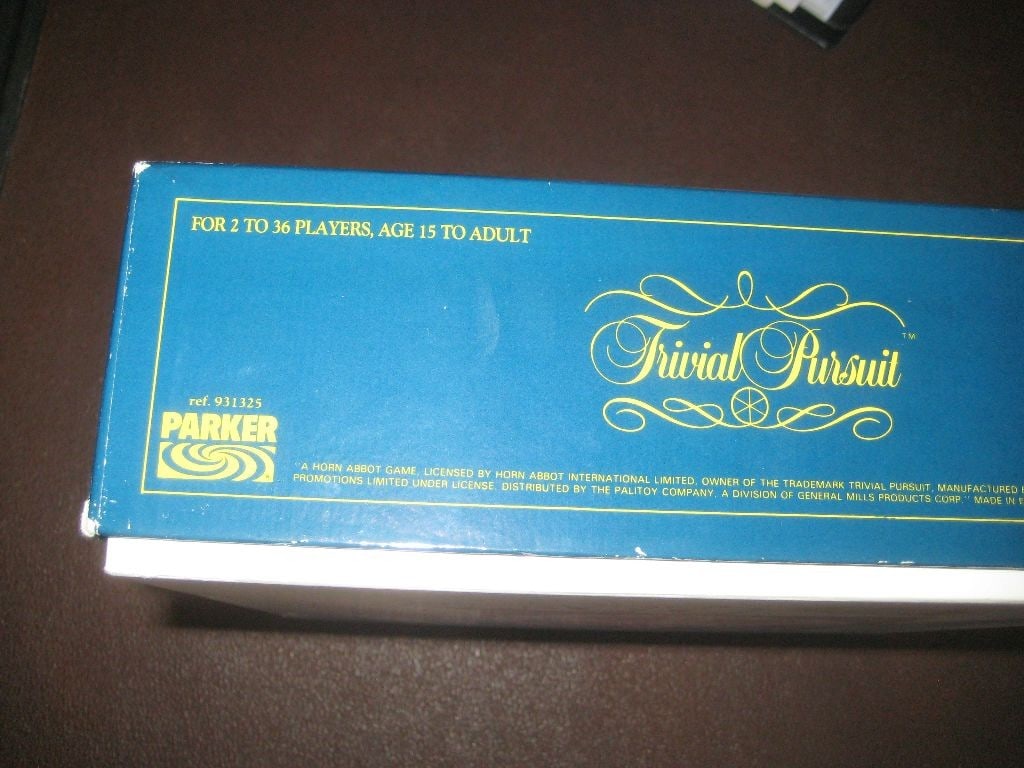 FOR 2 TO 36 PLAYERS, AGE 15 TO ADULT
Trivial Pursuit TM
ref. 931325
PARKER
"A HORN ABBOT GAME, LICENSED BY HORN ABBOT INTERNATIONAL LIMITED, OWNER OF THE TRADEMARK TRIVIAL PURSUIT, MANUFACTURED
PROMOTIONS LIMITED UNDER LICENSE. DISTRIBUTED BY THE PALITOY COMPANY, A DIVISION OF GENERAL MILLS PRODUCTS CORP." MADE IN